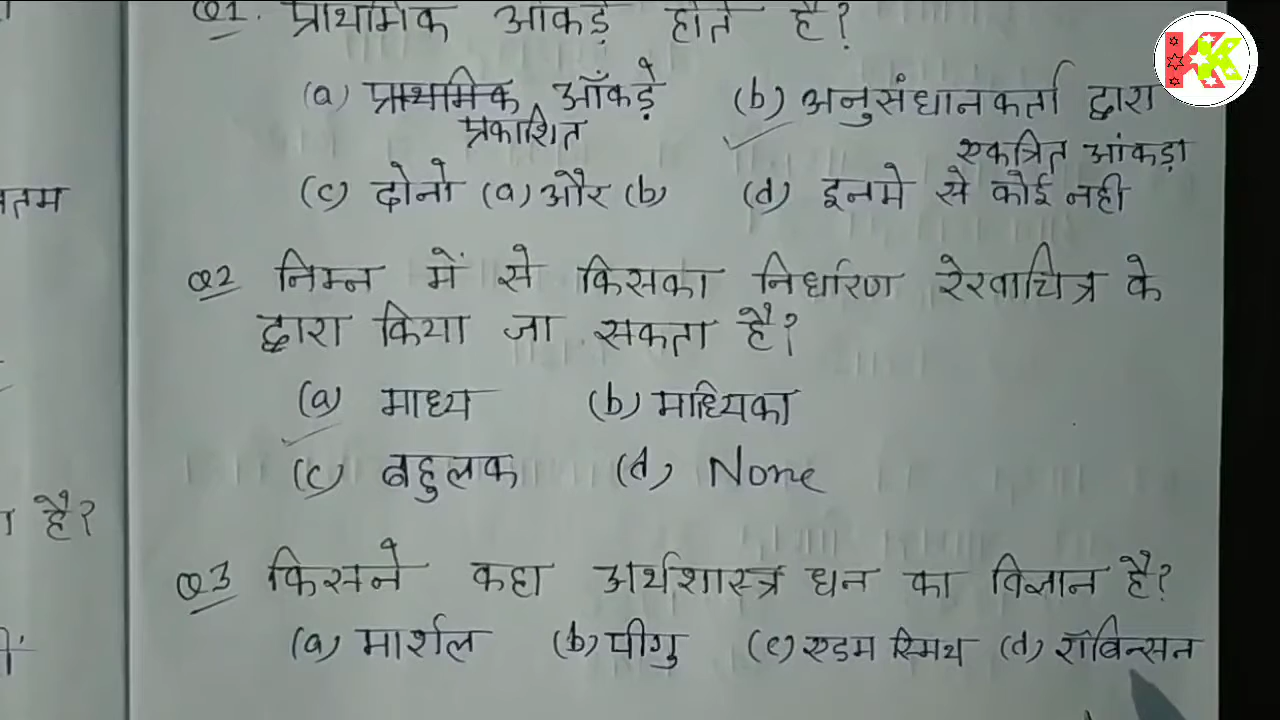 Q1. प्राथमिक आंकड़े होते है?
(a) प्राथमिक आँकड़े (b) अनुसंधानकर्ता द्वारा
प्रकाशित एकत्रित आंकड़ा
(c) दोनो (a) और (b) (d) इनमे से कोई नही
Q2 निम्न में से किसका निर्धारण रेखाचित्र के
द्वारा किया जा सकता है?
(a) माध्य (b) माध्यिका
(c) बहुलक (d) None
Q3 किसने कहा अर्थशास्त्र धन का विज्ञान है?
(a) मार्शल (b) पीगु (c) एडम स्मिथ (d) रॉबिन्सन
है?
KK